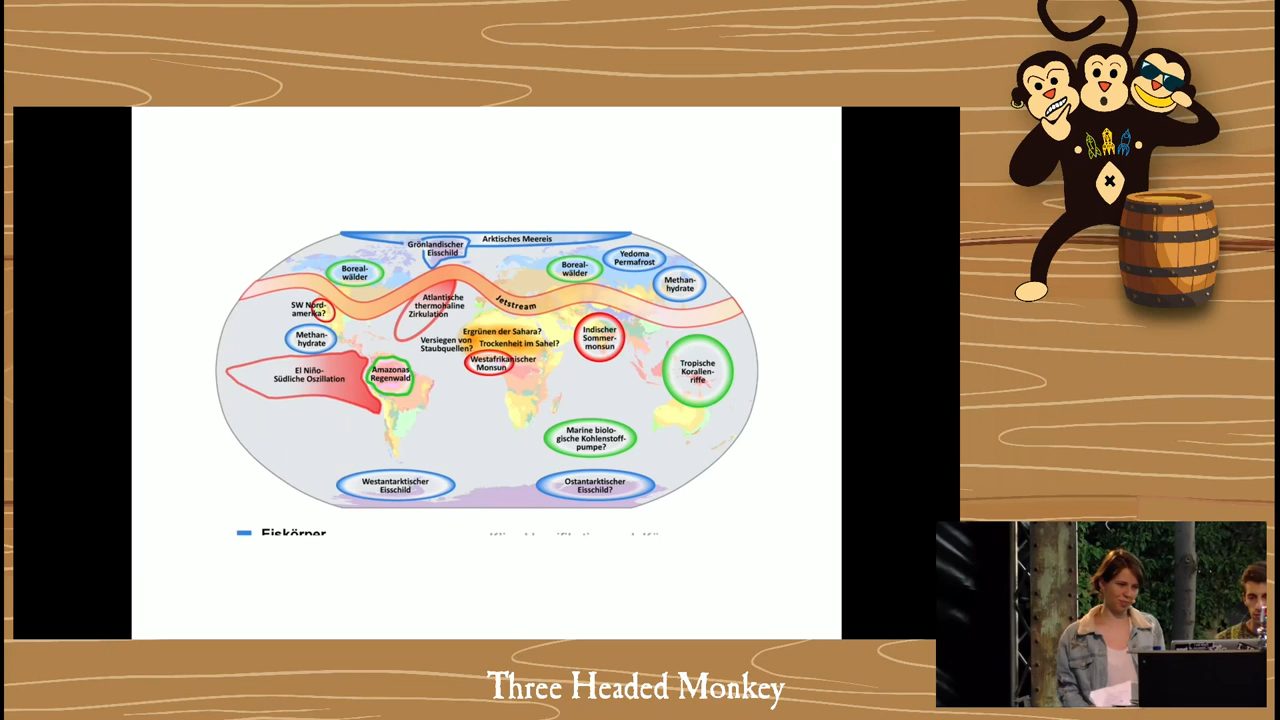 Arktisches Meereis
Grönlandischer
Eisschild
Yedoma
Permafrost
Boreal-
wälder
Boreal-
wälder
Methan-
hydrate
Jetstream
SW Nord-
amerika?
Atlantische
thermohaline
Zirkulation
Methan-
hydrate
Versiegen von
Staubquellen?
Ergrünen der Sahara?
Trockenheit im Sahel?
Indischer
Sommer-
monsun
Westafrikanischer
Monsun
El Niño-
Südliche Oszillation
Amazonas
Regenwald
Tropische
Korallen-
riffe
Marine biolo-
gische Kohlenstoff-
pumpe?
Westantarktischer
Eisschild
Ostantarktischer
Eisschild?
Eiskörper
Three Headed Monkey